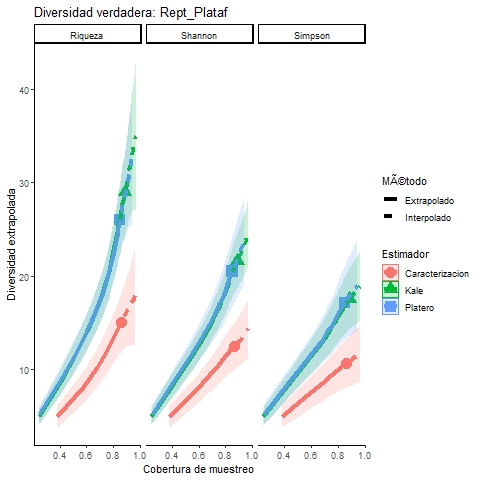 Diversidad verdadera: Rept_Plataf
Riqueza
Shannon
Simpson
Diversidad extrapolada
40
30
20
10
0.4 0.6 0.8 1.0
0.4 0.6 0.8 1.0
0.4 0.6 0.8 1.0
Cobertura de muestreo
MÃ©todo
Extrapolado
Interpolado
Estimador
Caracterizacion
Kale
Platero